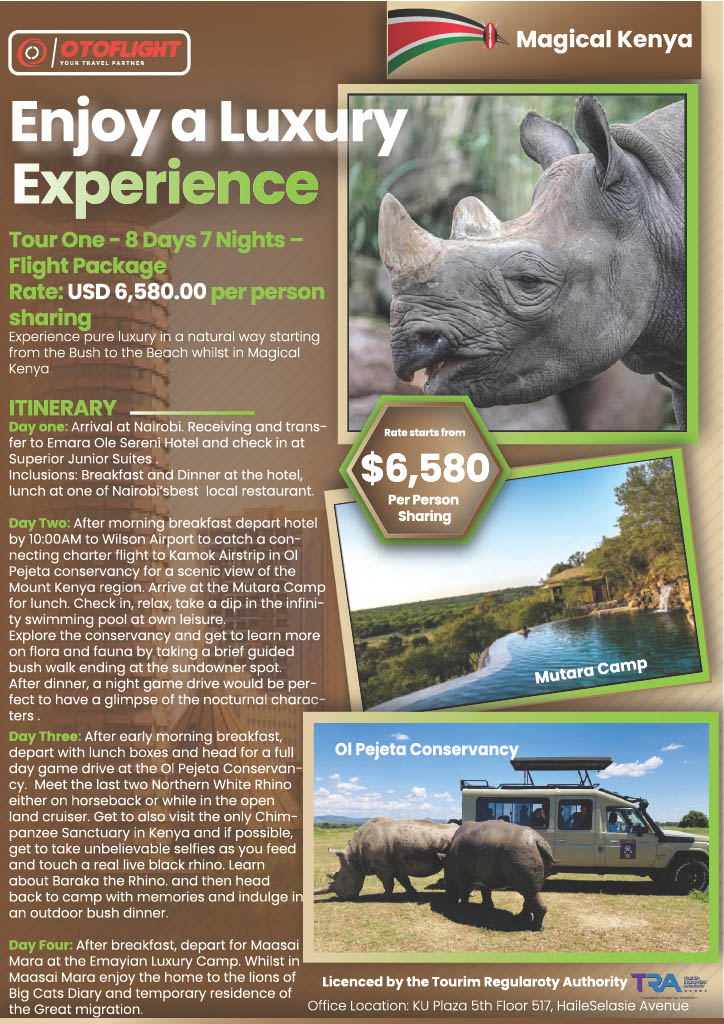 OTOFLIGHT
YOUR TRAVEL PARTNER
Magical Kenya
Enjoy a Luxury
Experience
Tour One - 8 Days 7 Nights –
Flight Package
Rate: USD 6,580.00 per person
sharing
Experience pure luxury in a natural way starting
from the Bush to the Beach whilst in Magical
Kenya
ITINERARY
Day one: Arrival at Nairobi. Receiving and trans-
fer to Emara Ole Sereni Hotel and check in at
Superior Junior Suites .
Inclusions: Breakfast and Dinner at the hotel,
lunch at one of Nairobi'sbest local restaurant.
Day Two: After morning breakfast depart hotel
by 10:00AM to Wilson Airport to catch a con-
necting charter flight to Kamok Airstrip in Ol
Pejeta conservancy for a scenic view of the
Mount Kenya region. Arrive at the Mutara Camp
for lunch. Check in, relax, take a dip in the infini-
ty swimming pool at own leisure.
Explore the conservancy and get to learn more
on flora and fauna by taking a brief guided
bush walk ending at the sundowner spot.
After dinner, a night game drive would be per-
fect to have a glimpse of the nocturnal charac-
ters .
Day Three: After early morning breakfast,
depart with lunch boxes and head for a full
day game drive at the Ol Pejeta Conservan-
cy. Meet the last two Northern White Rhino
either on horseback or while in the open
land cruiser. Get to also visit the only Chim-
panzee Sanctuary in Kenya and if possible,
get to take unbelievable selfies as you feed
and touch a real live black rhino. Learn
about Baraka the Rhino. and then head
back to camp with memories and indulge in
an outdoor bush dinner.
Day Four: After breakfast, depart for Maasai
Mara at the Emayian Luxury Camp. Whilst in
Maasai Mara enjoy the home to the lions of
Big Cats Diary and temporary residence of
the Great migration.
Rate starts from
$6,580
Per Person
Sharing
Mutara Camp
Ol Pejeta Conservancy
Licenced by the Tourim Regularoty Authority
TRA
Office Location: KU Plaza 5th Floor 517, HaileSelasie Avenue